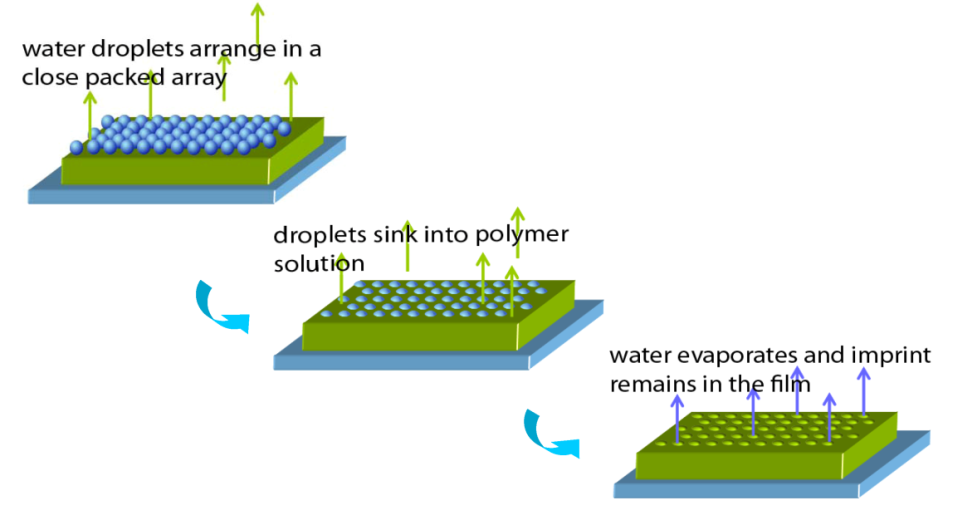 water droplets arrange in a
close packed array
droplets sink into polymer
solution
water evaporates and imprint
remains in the film